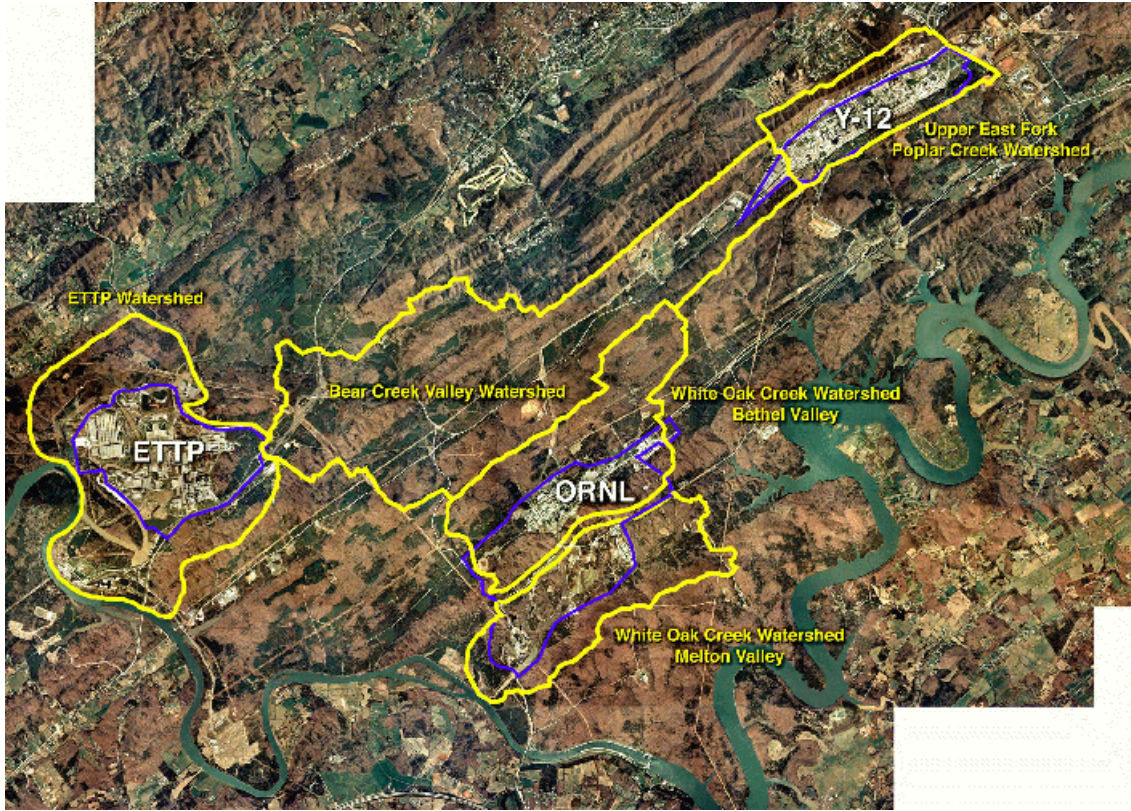 Y-12
Upper East Fork
Poplar Creek Watershed
ETTP Watershed
Bear Creek Valley Watershed
White Oak Creek Watershed
Bethel Valley
ETTP
ORNL
White Oak Creek Watershed
Melton Valley